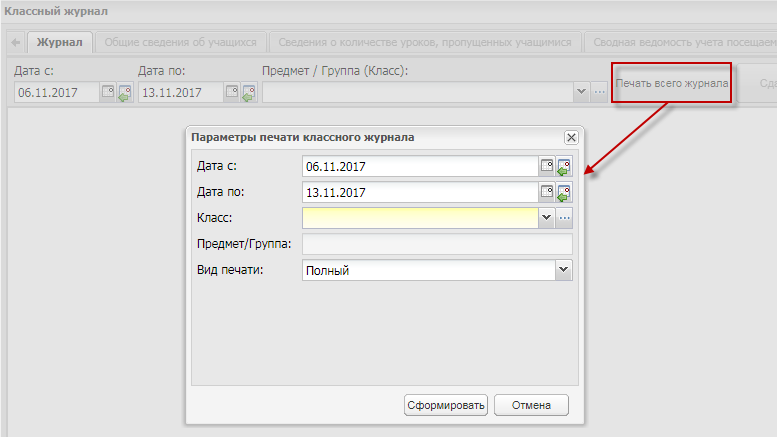 Классный журнал
Журнал Общие сведения об учащихся Сведения о количестве уроков, пропущенных учащимися Сводная ведомость учета посещаем
Дата с: Дата по: Предмет / Группа (Класс):
06.11.2017 13.11.2017 Печать всего журнала Сде
Параметры печати классного журнала
Дата с: 06.11.2017
Дата по: 13.11.2017
Класс:
Предмет/Группа:
Вид печати: Полный
Сформировать Отмена